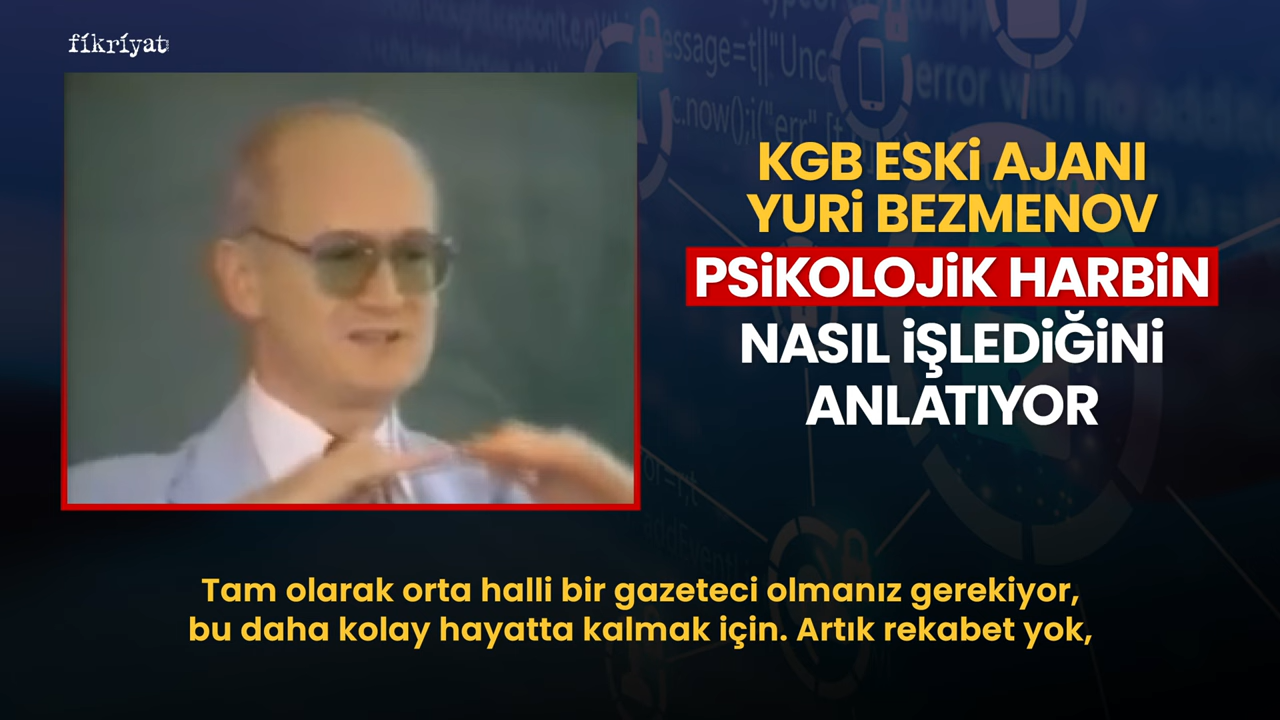 fikriyat
KGB ESKİ AJANI
YURİ BEZMENOV
PSİKOLOJİK HARBİN
NASIL İŞLEDİĞİNİ
ANLATIYOR
Tam olarak orta halli bir gazeteci olmanız gerekiyor,
bu daha kolay hayatta kalmak için. Artık rekabet yok,